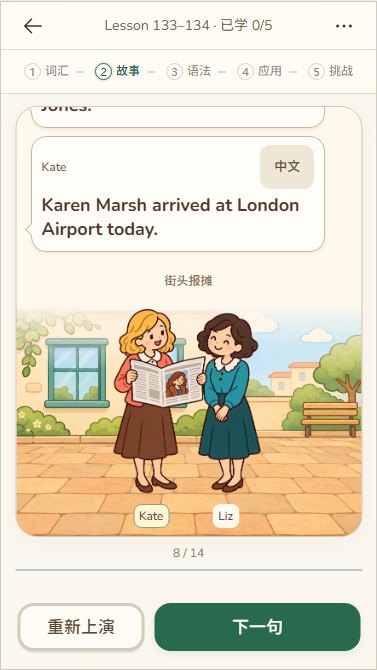 Lesson 133–134 · 已学 0/5
1 词汇 2 故事 3 语法 4 应用 5 挑战
Jones.
Kate
中文
Karen Marsh arrived at London
Airport today.
街头报摊
Kate
Liz
8 / 14
重新上演
下一句